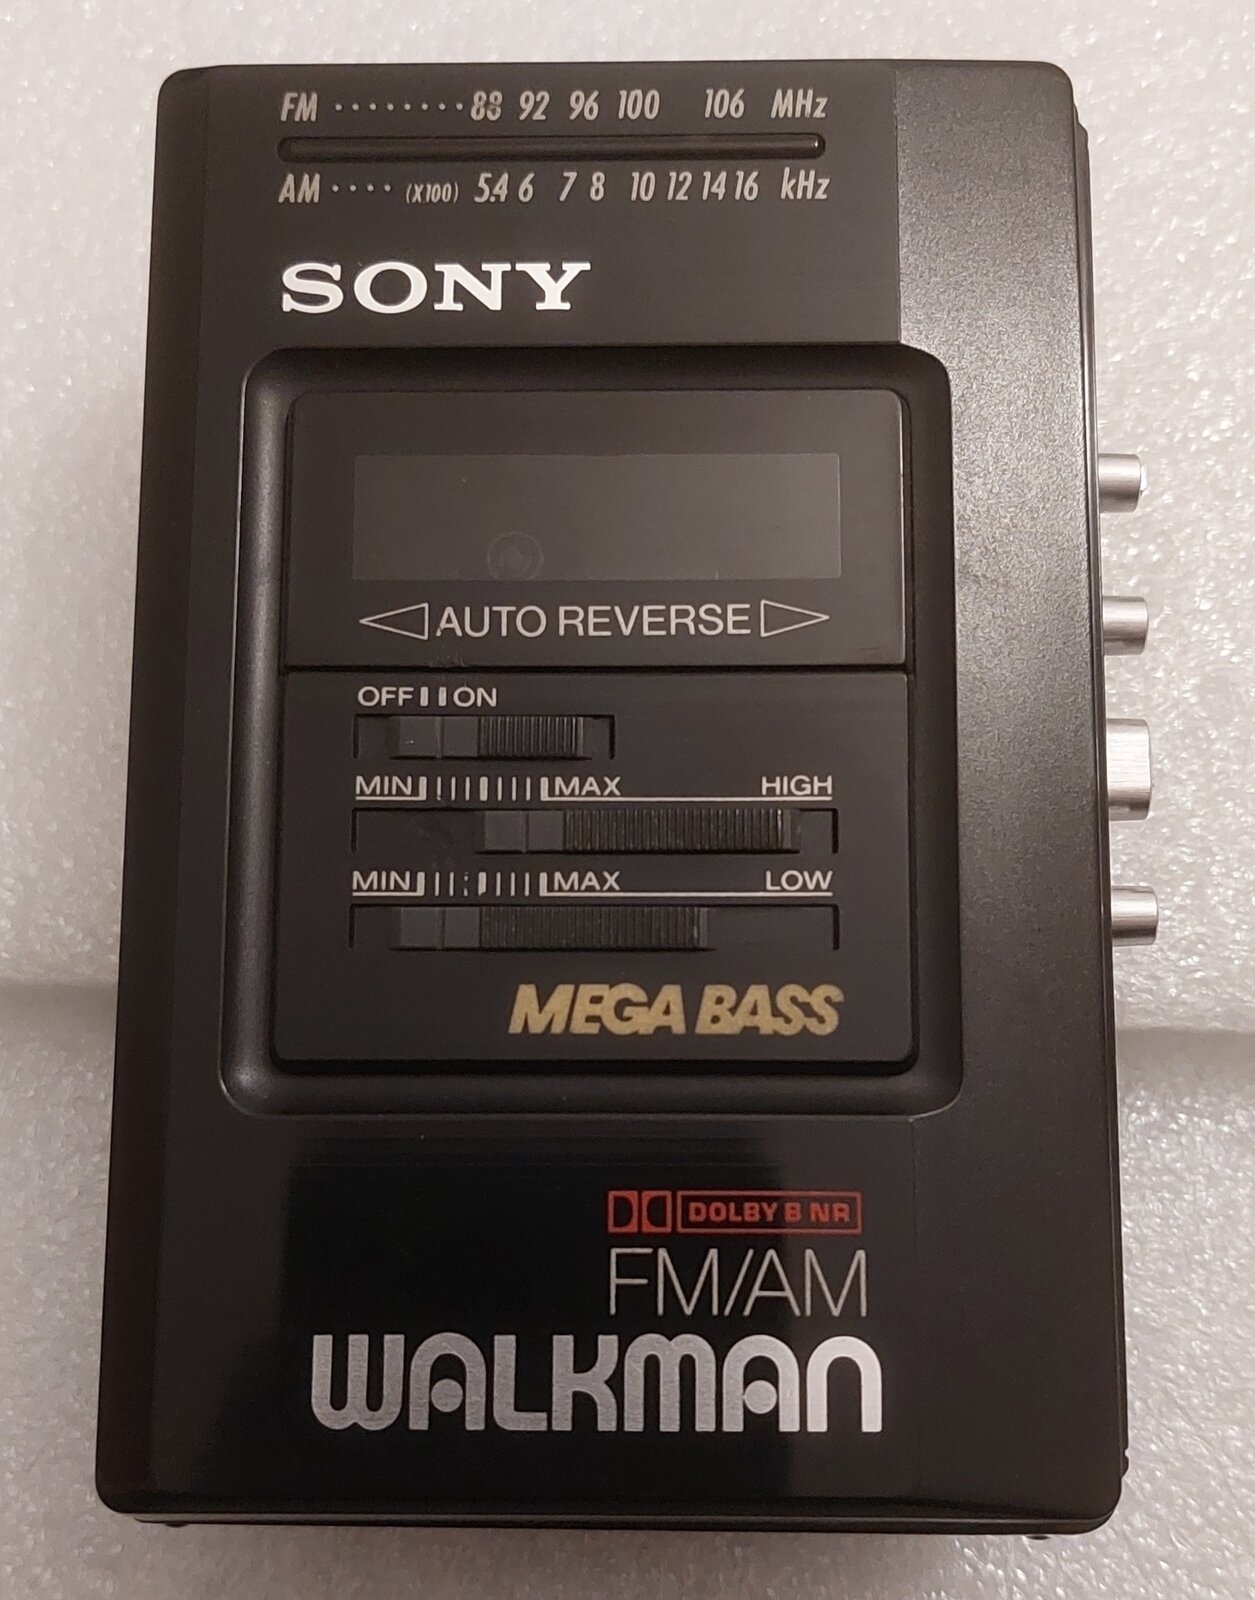 FM ········· 88 92 96 100 106 MHz
AM ···· (X100) 5.4 6 7 8 10 12 14 16 kHz
SONY
AUTO REVERSE
OFF ON
MIN MAX HIGH
MIN MAX LOW
MEGA BASS
DOLBY B NR
FM/AM
WALKMAN